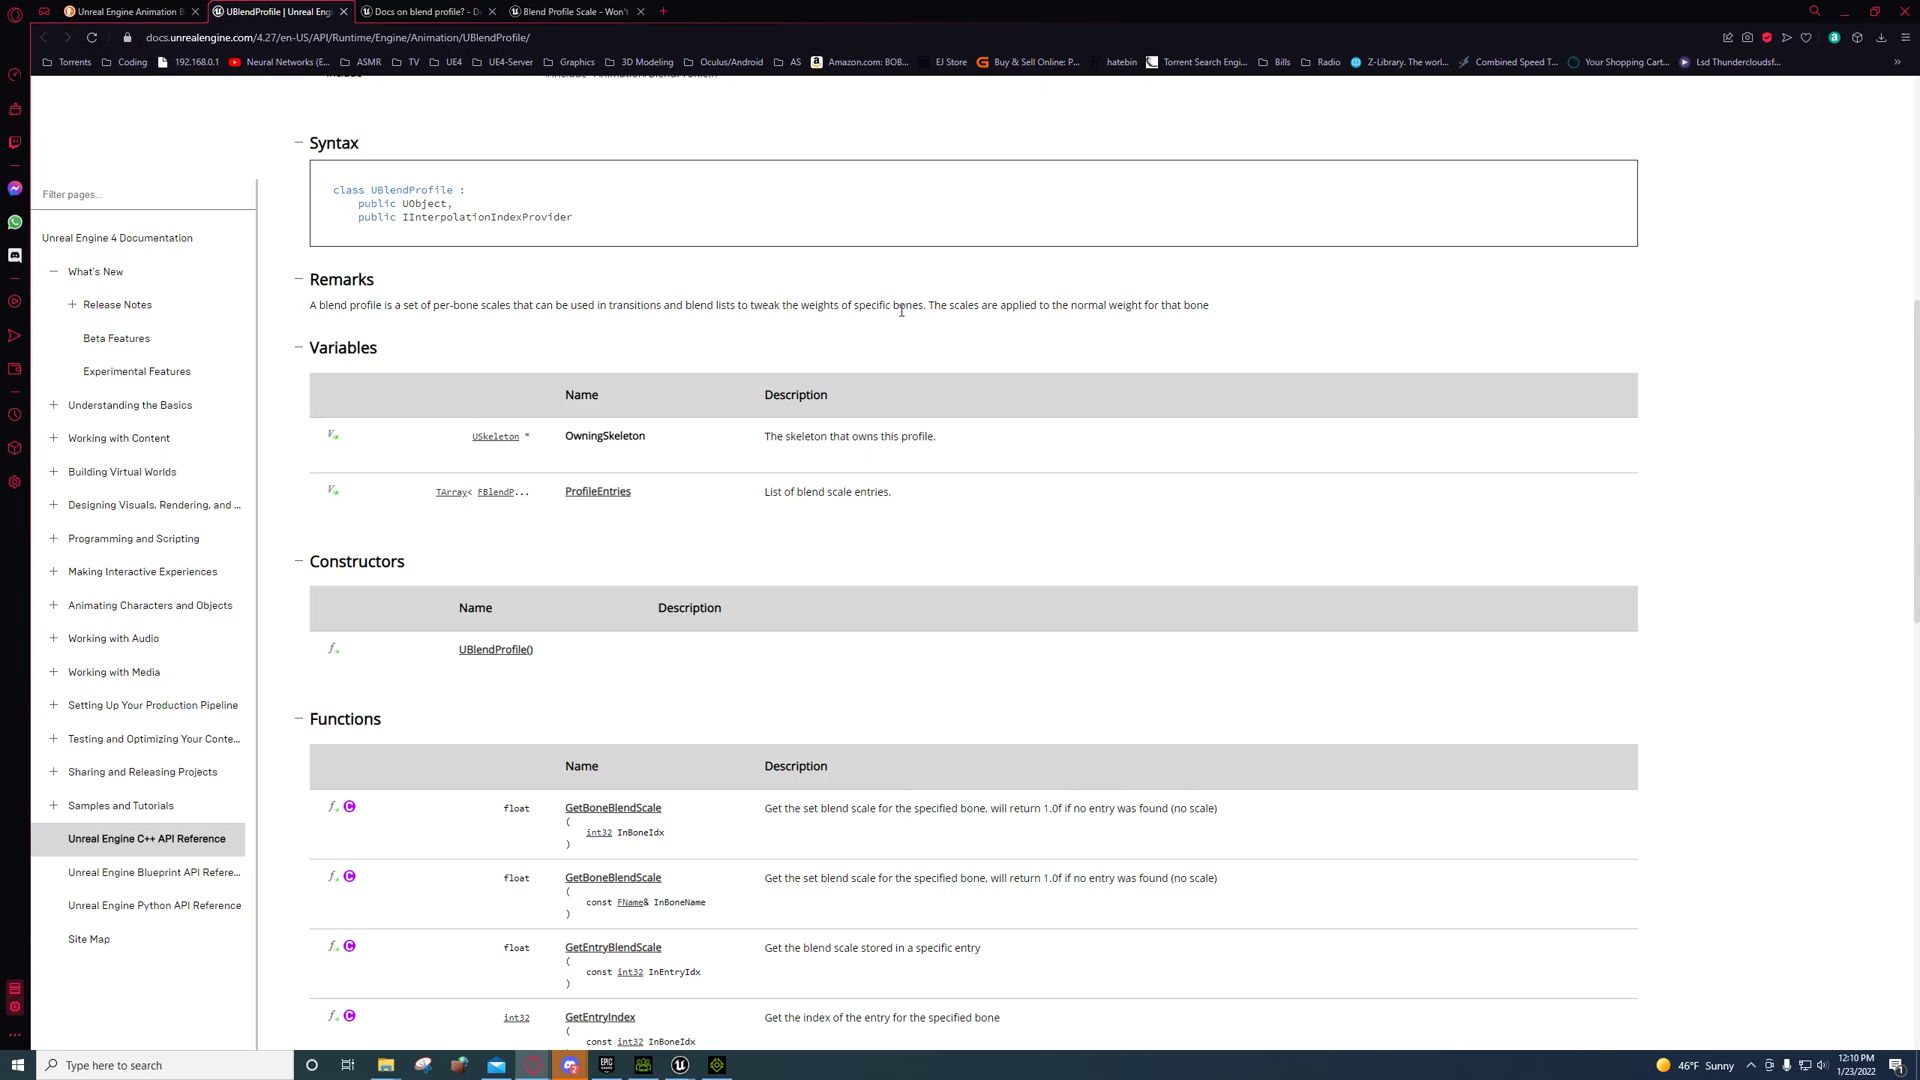 Unreal Engine Animation B
UBlendProfile | Unreal Engi
Docs on blend profile? - D
Blend Profile Scale - Won't
docs.unrealengine.com/4.27/en-US/API/Runtime/Engine/Animation/UBlendProfile/
Torrents
Coding
192.168.0.1
Neural Networks (E...
ASMR
TV
UE4
UE4-Server
Graphics
3D Modeling
Oculus/Android
AS
Amazon.com: BOB...
EJ Store
Buy & Sell Online: P...
hatebin
Torrent Search Engi...
Bills
Radio
Z-Library. The worl...
Combined Speed T...
Your Shopping Cart...
Lsd Thundercloudsf...
Filter pages...
Unreal Engine 4 Documentation
What's New
Release Notes
Beta Features
Experimental Features
Understanding the Basics
Working with Content
Building Virtual Worlds
Designing Visuals, Rendering, and ...
Programming and Scripting
Making Interactive Experiences
Animating Characters and Objects
Working with Audio
Working with Media
Setting Up Your Production Pipeline
Testing and Optimizing Your Conte...
Sharing and Releasing Projects
Samples and Tutorials
Unreal Engine C++ API Reference
Unreal Engine Blueprint API Refere...
Unreal Engine Python API Reference
Site Map
Syntax
class UBlendProfile :
public UObject,
public IInterpolationIndexProvider
Remarks
A blend profile is a set of per-bone scales that can be used in transitions and blend lists to tweak the weights of specific bones. The scales are applied to the normal weight for that bone
Variables
Name Description
USkeleton * OwningSkeleton The skeleton that owns this profile.
TArray< FBlendP... ProfileEntries List of blend scale entries.
Constructors
Name Description
UBlendProfile()
Functions
Name Description
float GetBoneBlendScale Get the set blend scale for the specified bone, will return 1.0f if no entry was found (no scale)
(
int32 InBoneIdx
)
float GetBoneBlendScale Get the set blend scale for the specified bone, will return 1.0f if no entry was found (no scale)
(
const FName& InBoneName
)
float GetEntryBlendScale Get the blend scale stored in a specific entry
(
const int32 InEntryIdx
)
int32 GetEntryIndex Get the index of the entry for the specified bone
(
const int32 InBoneIdx
Type here to search
46°F Sunny
12:10 PM
1/23/2022